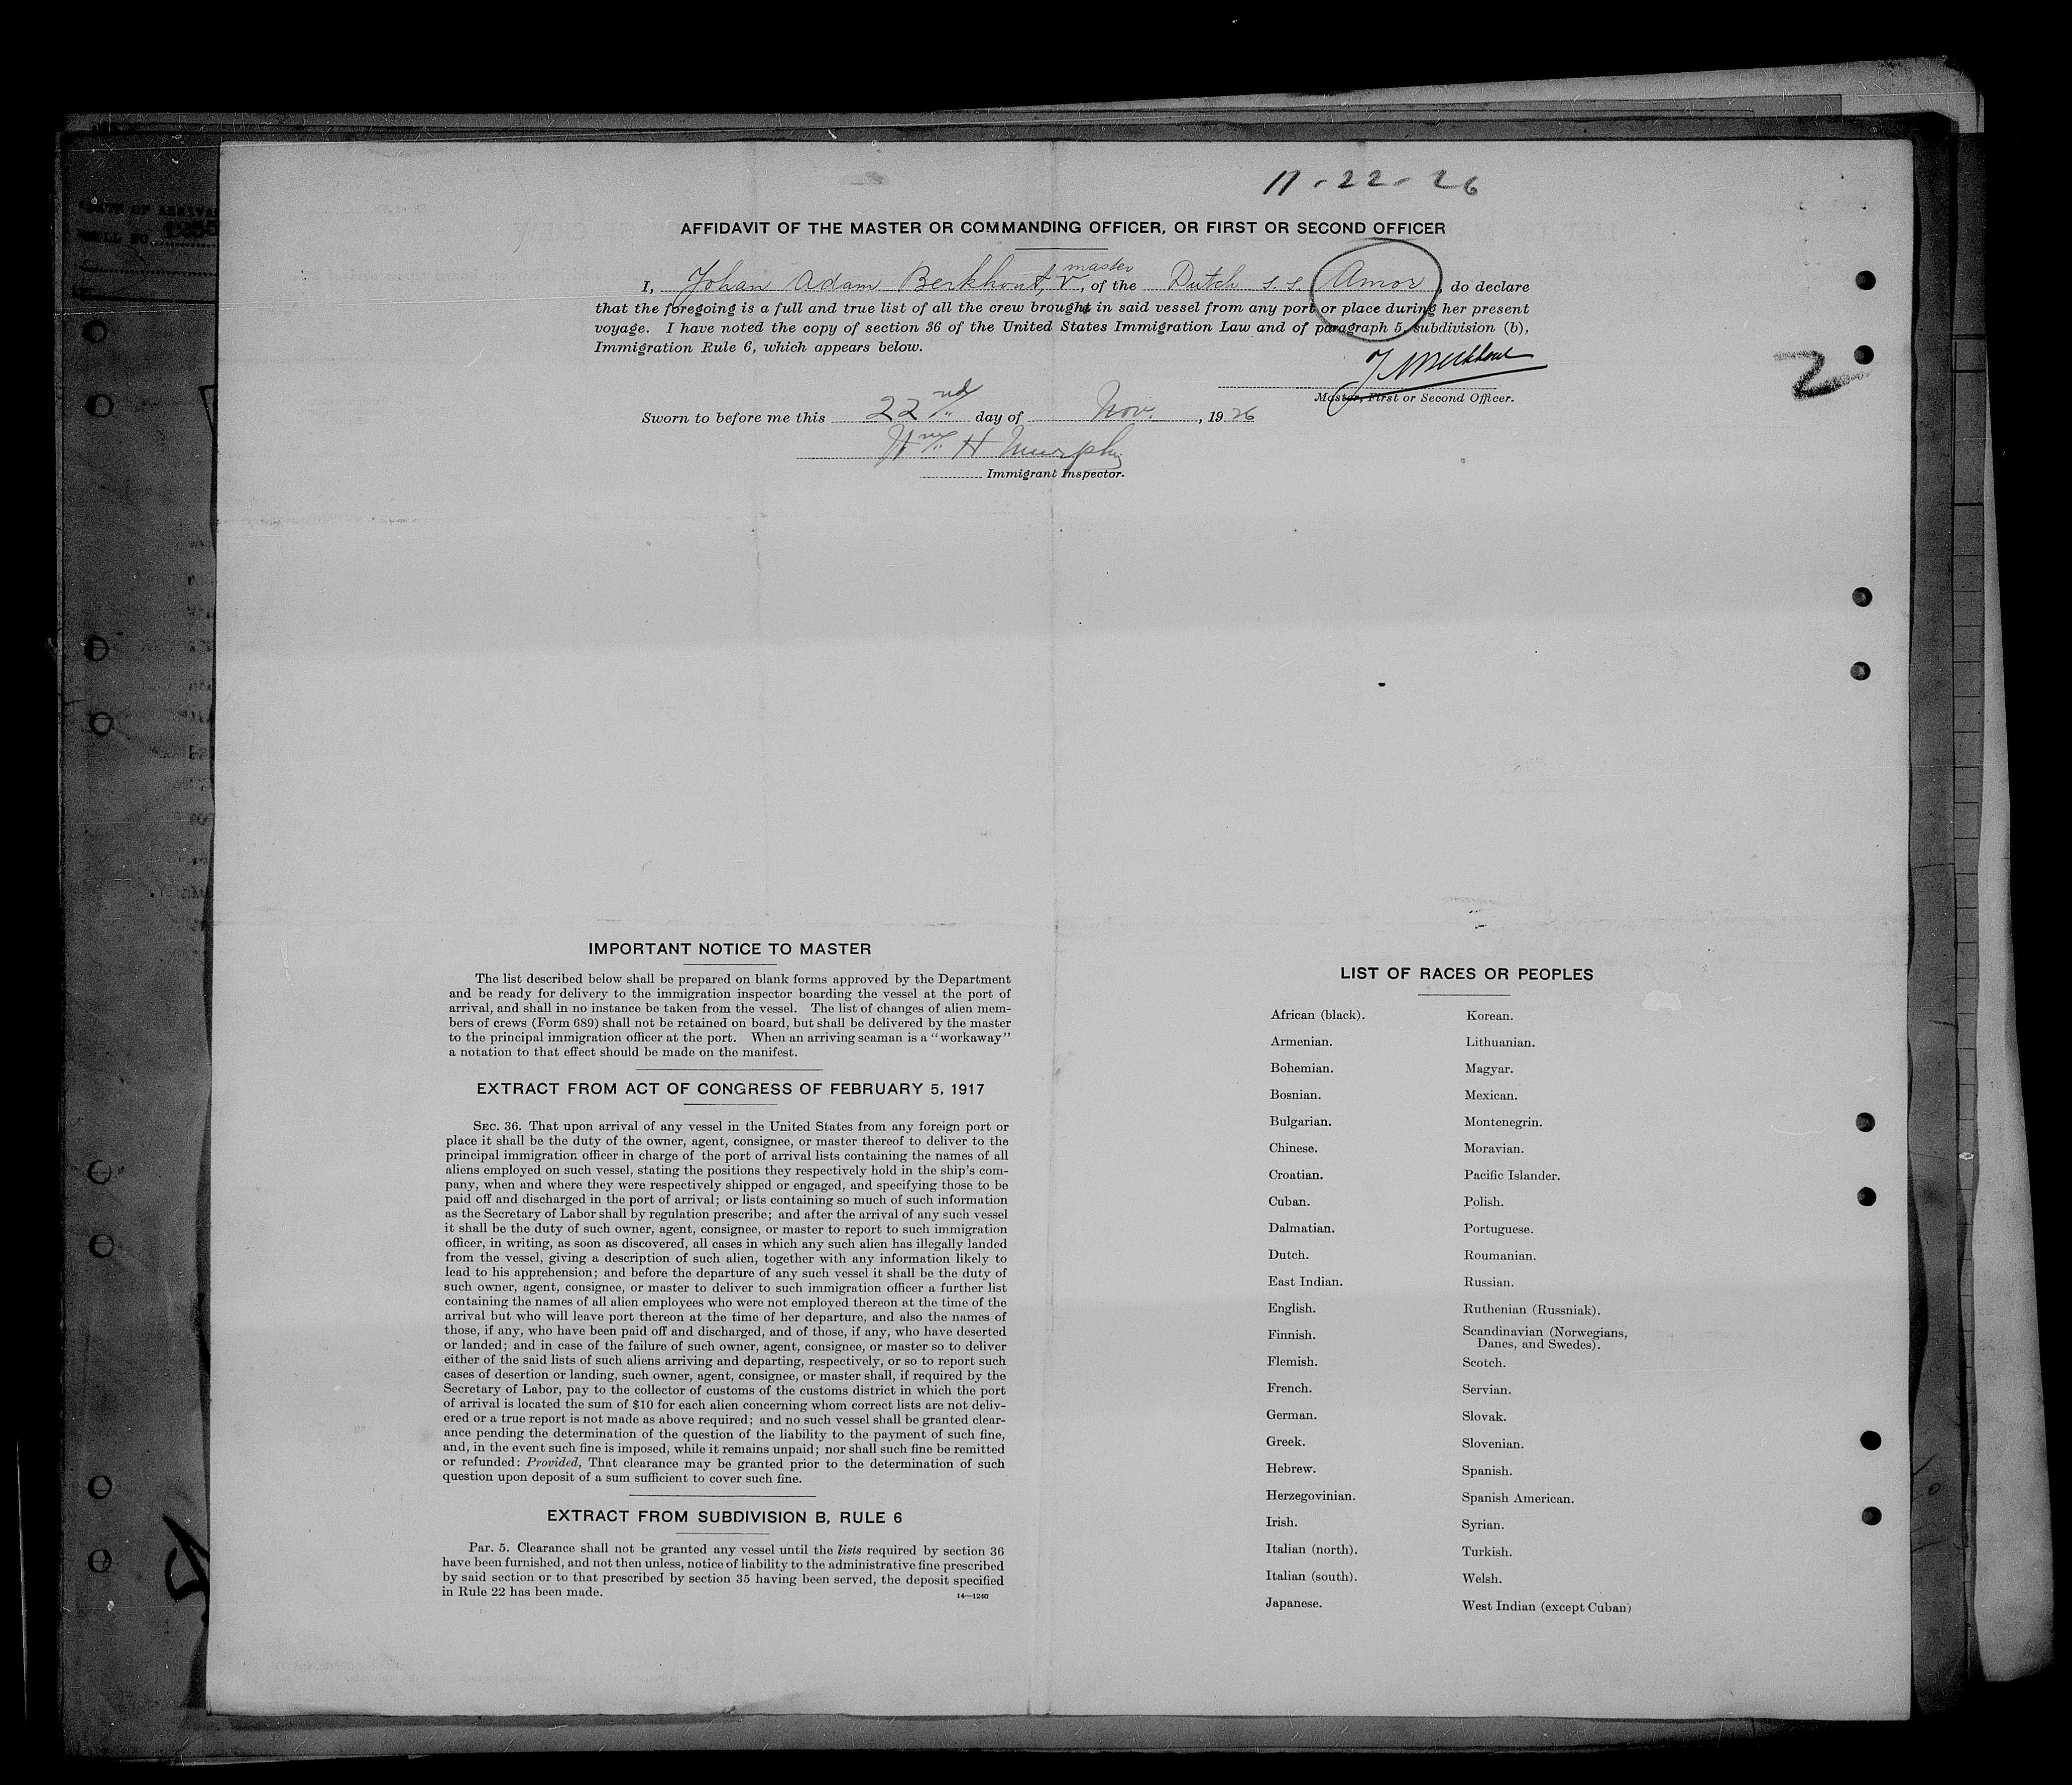 11-22-26
AFFIDAVIT OF THE MASTER OR COMMANDING OFFICER, OR FIRST OR SECOND OFFICER
master
I, Johan Adam Berkhout, of the Dutch s.s. Amor, do declare
that the foregoing is a full and true list of all the crew brought in said vessel from any port or place during her present
voyage. I have noted the copy of section 36 of the United States Immigration Law and of paragraph 5, subdivision (b),
Immigration Rule 6, which appears below.
2
Master, First or Second Officer.
Sworn to before me this 22nd day of Nov., 1926
Wm H Murphy
Immigrant Inspector.
DATE OF ARRIVAL
IMPORTANT NOTICE TO MASTER
The list described below shall be prepared on blank forms approved by the Department
and be ready for delivery to the immigration inspector boarding the vessel at the port of
arrival, and shall in no instance be taken from the vessel. The list of changes of alien mem-
bers of crews (Form 689) shall not be retained on board, but shall be delivered by the master
to the principal immigration officer at the port. When an arriving seaman is a "workaway"
a notation to that effect should be made on the manifest.
EXTRACT FROM ACT OF CONGRESS OF FEBRUARY 5, 1917
SEC. 36. That upon arrival of any vessel in the United States from any foreign port or
place it shall be the duty of the owner, agent, consignee, or master thereof to deliver to the
principal immigration officer in charge of the port of arrival lists containing the names of all
aliens employed on such vessel, stating the positions they respectively hold in the ship's com-
pany, when and where they were respectively shipped or engaged, and specifying those to be
paid off and discharged in the port of arrival; or lists containing so much of such information
as the Secretary of Labor shall by regulation prescribe; and after the arrival of any such vessel
it shall be the duty of such owner, agent, consignee, or master to report to such immigration
officer, in writing, as soon as discovered, all cases in which any such alien has illegally landed
from the vessel, giving a description of such alien, together with any information likely to
lead to his apprehension; and before the departure of any such vessel it shall be the duty of
such owner, agent, consignee, or master to deliver to such immigration officer a further list
containing the names of all alien employees who were not employed thereon at the time of the
arrival but who will leave port thereon at the time of her departure, and also the names of
those, if any, who have been paid off and discharged, and of those, if any, who have deserted
or landed; and in case of the failure of such owner, agent, consignee, or master so to deliver
either of the said lists of such aliens arriving and departing, respectively, or so to report such
cases of desertion or landing, such owner, agent, consignee, or master shall, if required by the
Secretary of Labor, pay to the collector of customs of the customs district in which the port
of arrival is located the sum of $10 for each alien concerning whom correct lists are not deliv-
ered or a true report is not made as above required; and no such vessel shall be granted clear-
ance pending the determination of the question of the liability to the payment of such fine,
and, in the event such fine is imposed, while it remains unpaid; nor shall such fine be remitted
or refunded: Provided, That clearance may be granted prior to the determination of such
question upon deposit of a sum sufficient to cover such fine.
EXTRACT FROM SUBDIVISION B, RULE 6
Par. 5. Clearance shall not be granted any vessel until the lists required by section 36
have been furnished, and not then unless, notice of liability to the administrative fine prescribed
by said section or to that prescribed by section 35 having been served, the deposit specified
in Rule 22 has been made.
14—1240
LIST OF RACES OR PEOPLES
African (black).
Armenian.
Bohemian.
Bosnian.
Bulgarian.
Chinese.
Croatian.
Cuban.
Dalmatian.
Dutch.
East Indian.
English.
Finnish.
Flemish.
French.
German.
Greek.
Hebrew.
Herzegovinian.
Irish.
Italian (north).
Italian (south).
Japanese.
Korean.
Lithuanian.
Magyar.
Mexican.
Montenegrin.
Moravian.
Pacific Islander.
Polish.
Portuguese.
Roumanian.
Russian.
Ruthenian (Russniak).
Scandinavian (Norwegians,
Danes, and Swedes).
Scotch.
Servian.
Slovak.
Slovenian.
Spanish.
Spanish American.
Syrian.
Turkish.
Welsh.
West Indian (except Cuban)